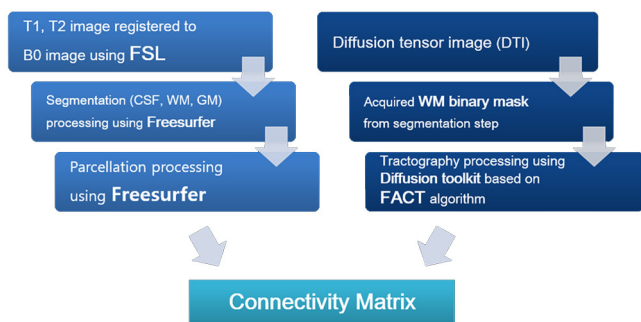 T1, T2 image registered to
B0 image using FSL
Segmentation (CSF, WM, GM)
processing using Freesurfer
Parcellation processing
using Freesurfer
Diffusion tensor image (DTI)
Acquired WM binary mask
from segmentation step
Tractography processing using
Diffusion toolkit based on
FACT algorithm
Connectivity Matrix